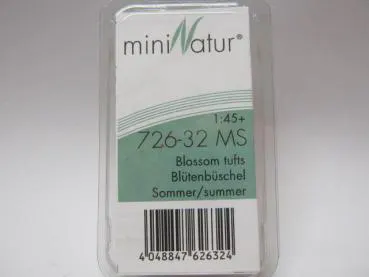 miniNatur®
1:45+
726-32 MS
Blossom tufts
Blütenbüschel
Sommer/summer
4 048847 626324